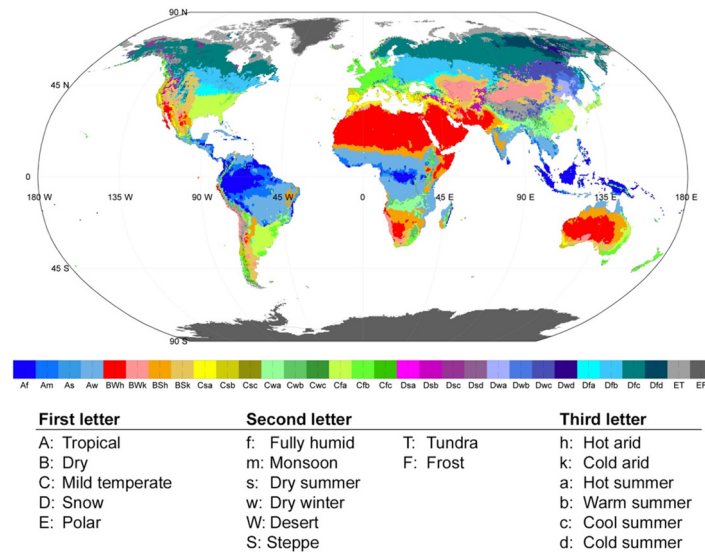 90 N
45 N
0
180 W 135 W 90 W 45 W 0 45 E 90 E 135 E 180 E
45 S
90 S
Af Am As Aw BWh BWk BSh BSk Csa Csb Csc Cwa Cwb Cwc Cfa Cfb Cfc Dsa Dsb Dsc Dsd Dwa Dwb Dwc Dwd Dfa Dfb Dfc Dfd ET EF
First letter Second letter Third letter
A: Tropical f: Fully humid T: Tundra h: Hot arid
B: Dry m: Monsoon F: Frost k: Cold arid
C: Mild temperate s: Dry summer a: Hot summer
D: Snow w: Dry winter b: Warm summer
E: Polar W: Desert c: Cool summer
S: Steppe d: Cold summer